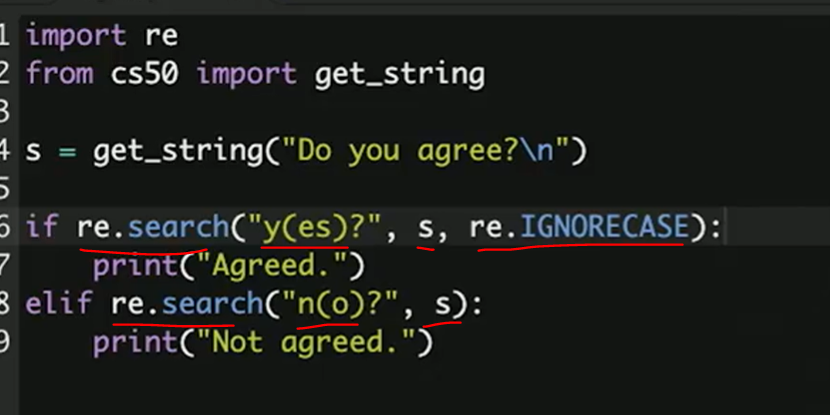 1 import re
2 from cs50 import get_string
3
4 s = get_string("Do you agree?\n")
5
6 if re.search("y(es)?", s, re.IGNORECASE):
7     print("Agreed.")
8 elif re.search("n(o)?", s):
9     print("Not agreed.")